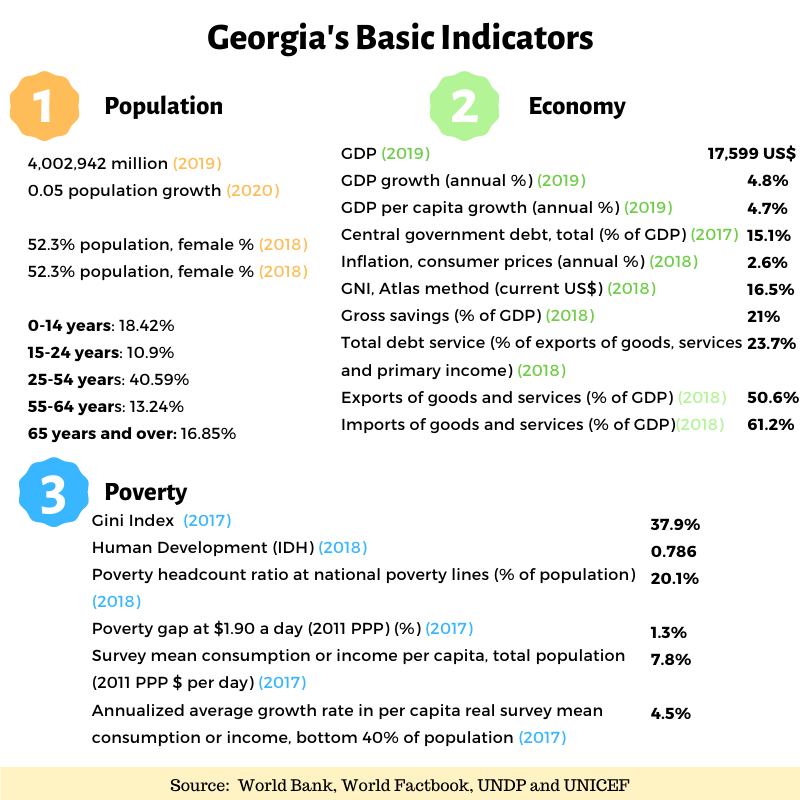 Georgia's Basic Indicators
1 Population
4,002,942 million (2019)
0.05 population growth (2020)
52.3% population, female % (2018)
52.3% population, female % (2018)
0-14 years: 18.42%
15-24 years: 10.9%
25-54 years: 40.59%
55-64 years: 13.24%
65 years and over: 16.85%
2 Economy
GDP (2019) 17,599 US$
GDP growth (annual %) (2019) 4.8%
GDP per capita growth (annual %) (2019) 4.7%
Central government debt, total (% of GDP) (2017) 15.1%
Inflation, consumer prices (annual %) (2018) 2.6%
GNI, Atlas method (current US$) (2018) 16.5%
Gross savings (% of GDP) (2018) 21%
Total debt service (% of exports of goods, services 23.7%
and primary income) (2018)
Exports of goods and services (% of GDP) (2018) 50.6%
Imports of goods and services (% of GDP)(2018) 61.2%
3 Poverty
Gini Index (2017) 37.9%
Human Development (IDH) (2018) 0.786
Poverty headcount ratio at national poverty lines (% of population) 20.1%
(2018)
Poverty gap at $1.90 a day (2011 PPP) (%) (2017) 1.3%
Survey mean consumption or income per capita, total population 7.8%
(2011 PPP $ per day) (2017)
Annualized average growth rate in per capita real survey mean 4.5%
consumption or income, bottom 40% of population (2017)
Source: World Bank, World Factbook, UNDP and UNICEF